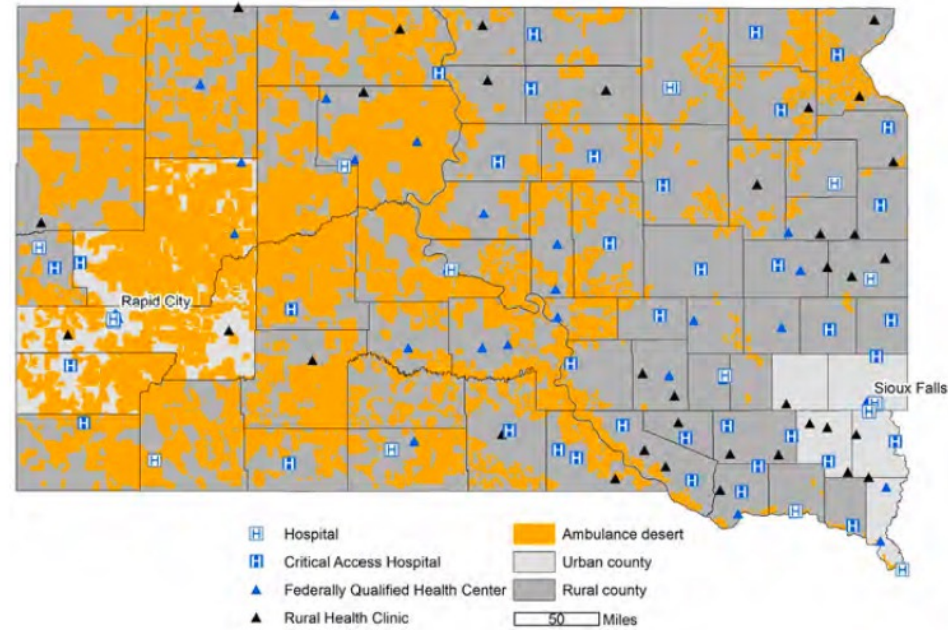 Rapid City
Sioux Falls
Hospital
Critical Access Hospital
Federally Qualified Health Center
Rural Health Clinic
Ambulance desert
Urban county
Rural county
50 Miles